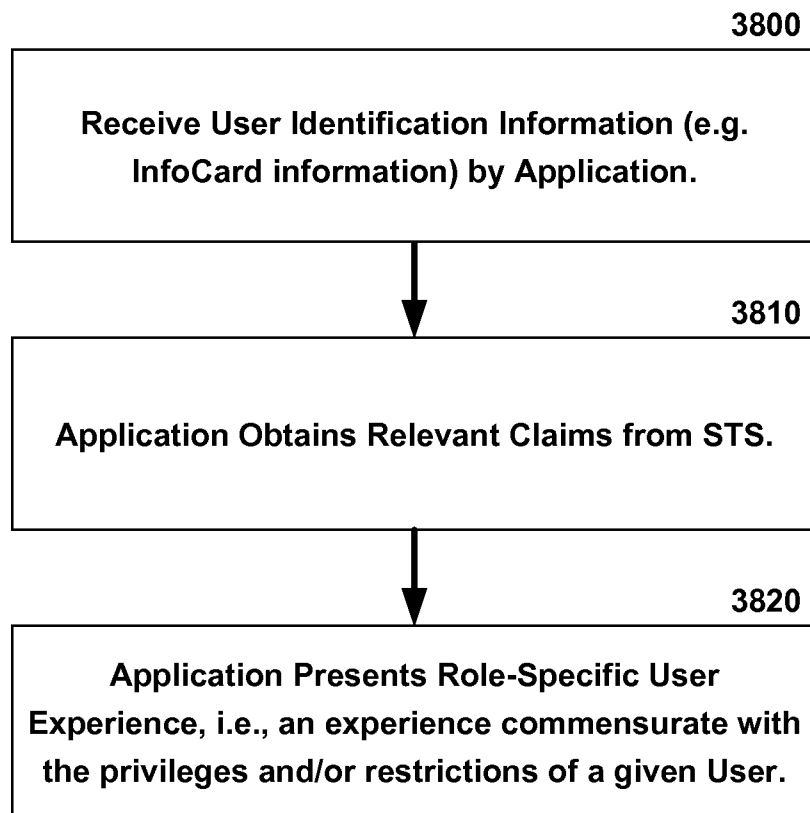 3800
Receive User Identification Information (e.g.
InfoCard information) by Application.
3810
Application Obtains Relevant Claims from STS.
3820
Application Presents Role-Specific User
Experience, i.e., an experience commensurate with
the privileges and/or restrictions of a given User.